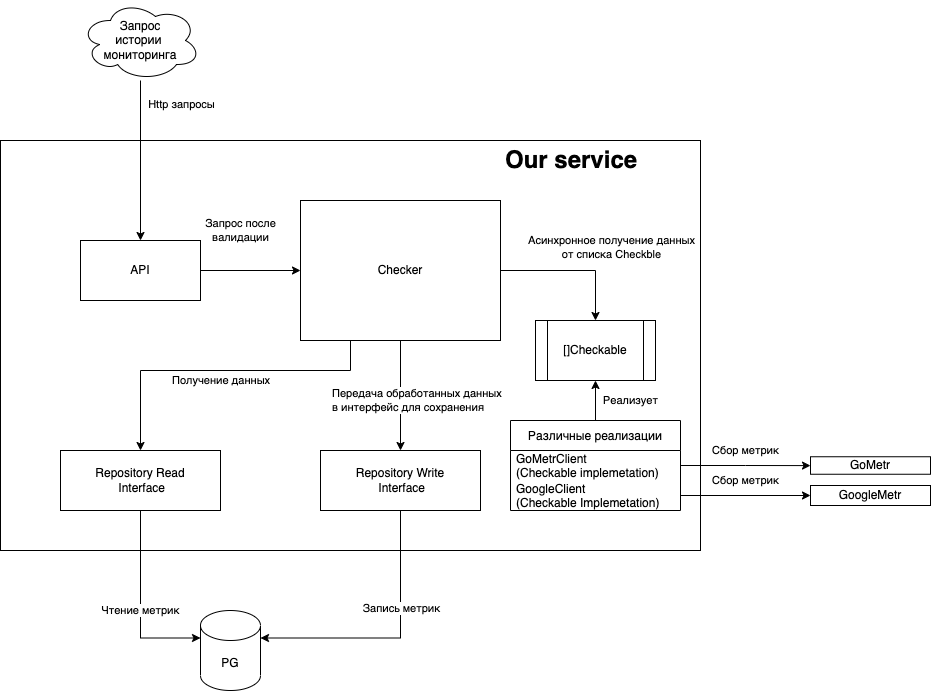 Запрос
истории
мониторинга
Http запросы
Our service
Запрос после
валидации
Асинхронное получение данных
от списка Checkble
API
Checker
[]Checkable
Получение данных
Передача обработанных данных
в интерфейс для сохранения
Реализует
Различные реализации
GoMetrClient
(Checkable implemetation)
GoogleClient
(Checkable Implemetation)
Сбор метрик
GoMetr
Сбор метрик
GoogleMetr
Repository Read
Interface
Repository Write
Interface
Чтение метрик
Запись метрик
PG